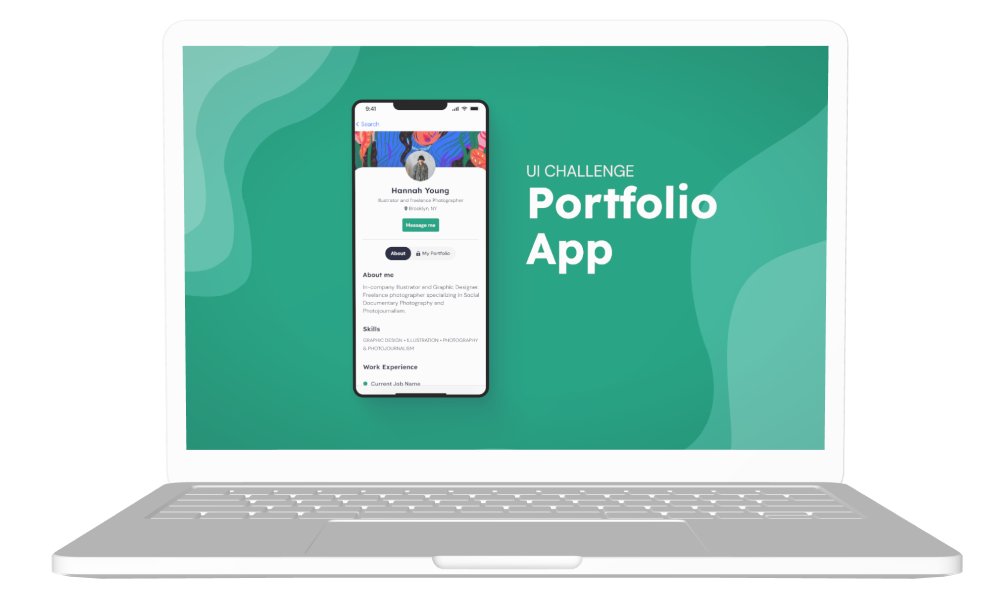 9:41
Search
Hannah Young
Illustrator and freelance Photographer
Brooklyn, NY
Message me
About
My Portfolio
About me
In-company Illustrator and Graphic Designer.
Freelance photographer specializing in Social
Documentary Photography and
Photojournalism.
Skills
GRAPHIC DESIGN • ILLUSTRATION • PHOTOGRAPHY
& PHOTOJOURNALISM
Work Experience
Current Job Name
UI CHALLENGE
Portfolio
App